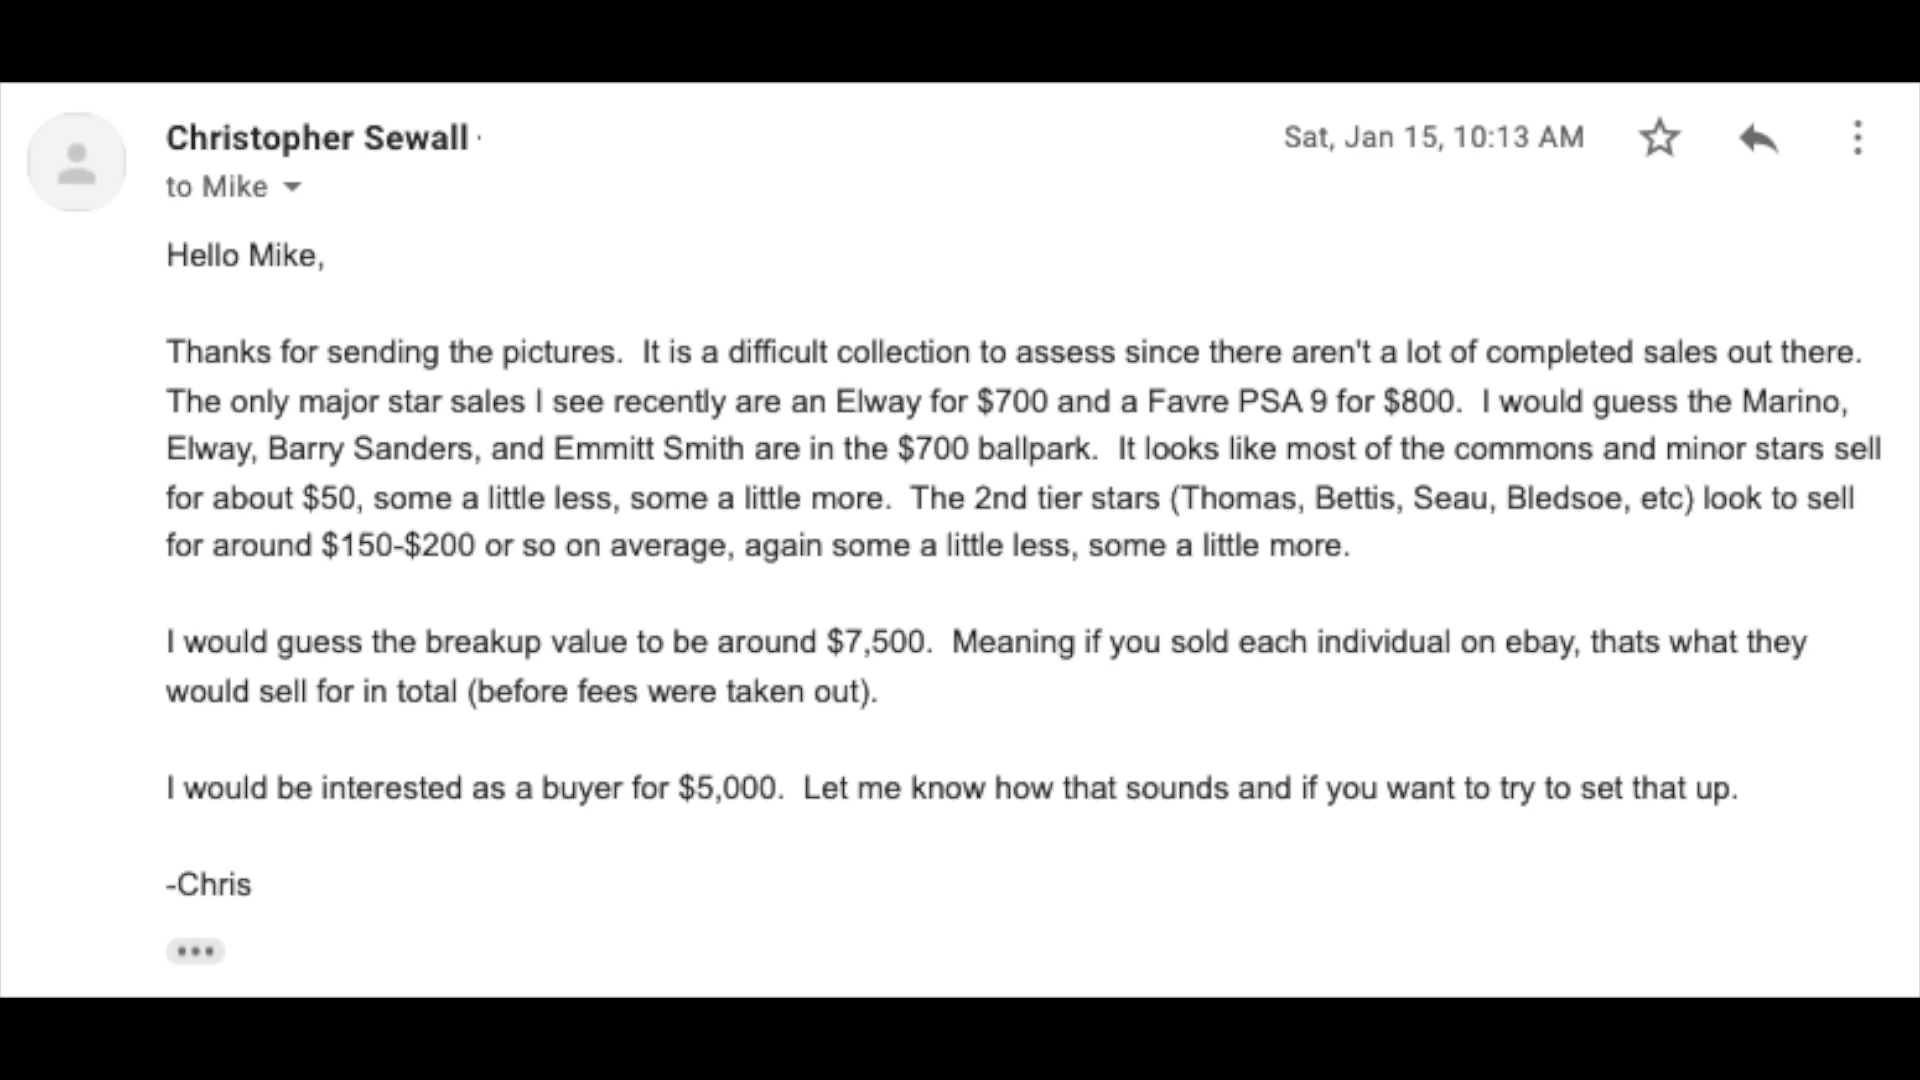 Christopher Sewall ·
Sat, Jan 15, 10:13 AM
to Mike
Hello Mike,
Thanks for sending the pictures.  It is a difficult collection to assess since there aren't a lot of completed sales out there.
The only major star sales I see recently are an Elway for $700 and a Favre PSA 9 for $800.  I would guess the Marino,
Elway, Barry Sanders, and Emmitt Smith are in the $700 ballpark.  It looks like most of the commons and minor stars sell
for about $50, some a little less, some a little more.  The 2nd tier stars (Thomas, Bettis, Seau, Bledsoe, etc) look to sell
for around $150-$200 or so on average, again some a little less, some a little more.
I would guess the breakup value to be around $7,500.  Meaning if you sold each individual on ebay, thats what they
would sell for in total (before fees were taken out).
I would be interested as a buyer for $5,000.  Let me know how that sounds and if you want to try to set that up.
-Chris